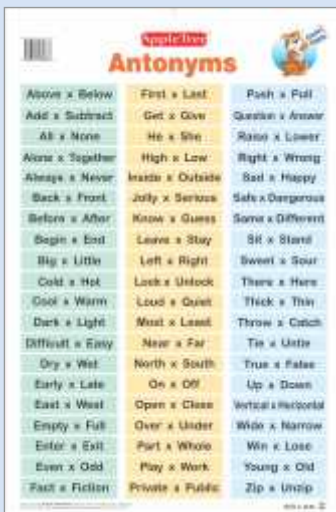 AppleTree
Antonyms
Above x Below
Add x Subtract
All x None
Alone x Together
Always x Never
Back x Front
Before x After
Begin x End
Big x Little
Cold x Hot
Cool x Warm
Dark x Light
Difficult x Easy
Dry x Wet
Early x Late
East x West
Empty x Full
Enter x Exit
Even x Odd
Fact x Fiction
First x Last
Get x Give
He x She
High x Low
Inside x Outside
Jolly x Serious
Know x Guess
Leave x Stay
Left x Right
Lock x Unlock
Loud x Quiet
Most x Least
Near x Far
North x South
On x Off
Open x Close
Over x Under
Part x Whole
Play x Work
Private x Public
Push x Pull
Question x Answer
Raise x Lower
Right x Wrong
Sad x Happy
Safe x Dangerous
Same x Different
Sit x Stand
Sweet x Sour
There x Here
Thick x Thin
Throw x Catch
Tie x Untie
True x False
Up x Down
Vertical x Horizontal
Wide x Narrow
Win x Lose
Young x Old
Zip x Unzip